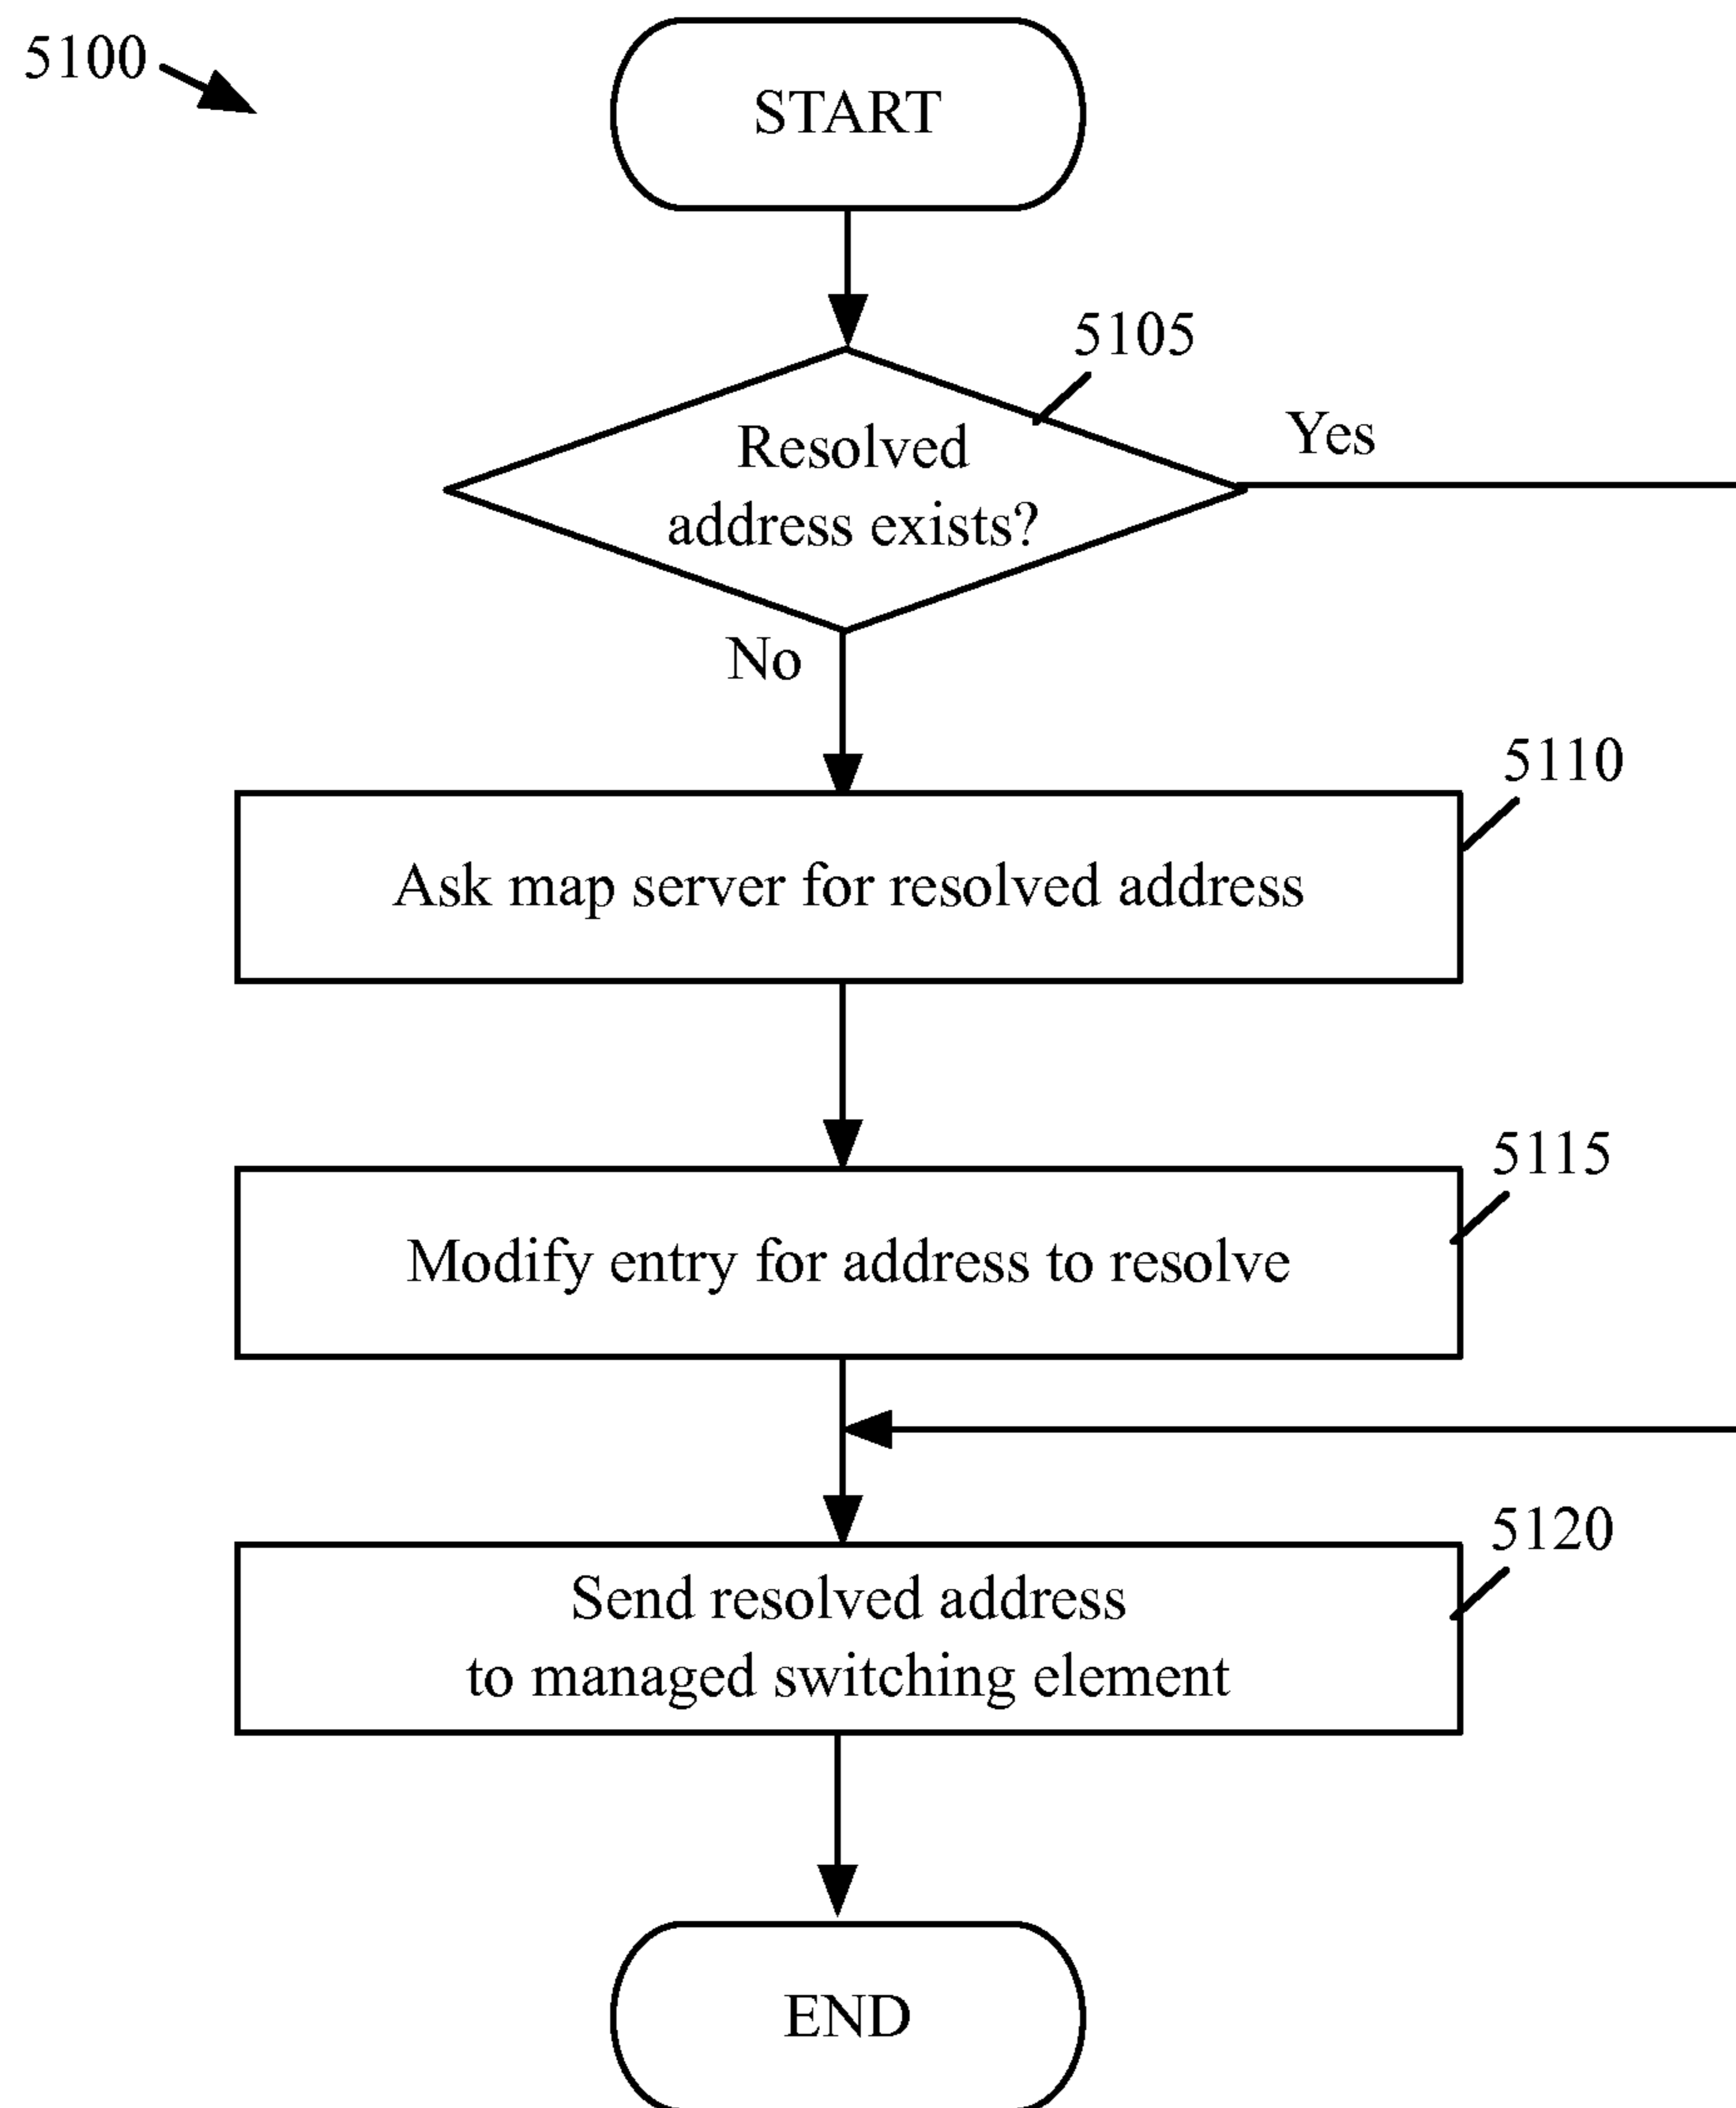 5100
START
5105
Resolved
address exists?
Yes
No
5110
Ask map server for resolved address
5115
Modify entry for address to resolve
5120
Send resolved address
to managed switching element
END